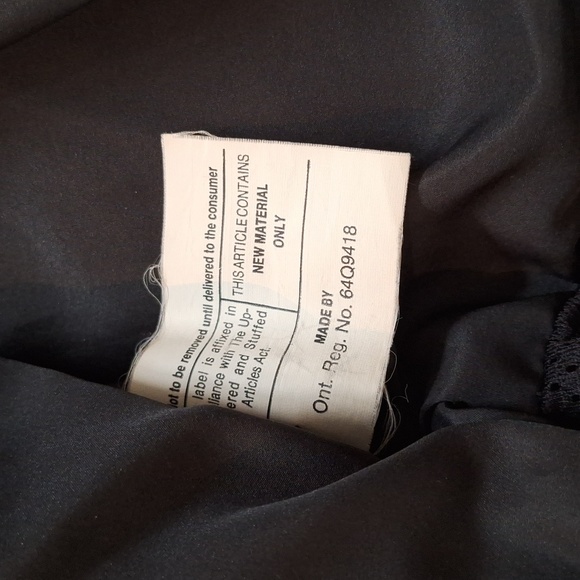 ot to be removed until delivered to the consumer
label is affixed in
liance with The Up-
ered and Stuffed
Articles Act.
THIS ARTICLE CONTAINS
NEW MATERIAL
ONLY
MADE BY
Ont. Reg. No. 64Q9418